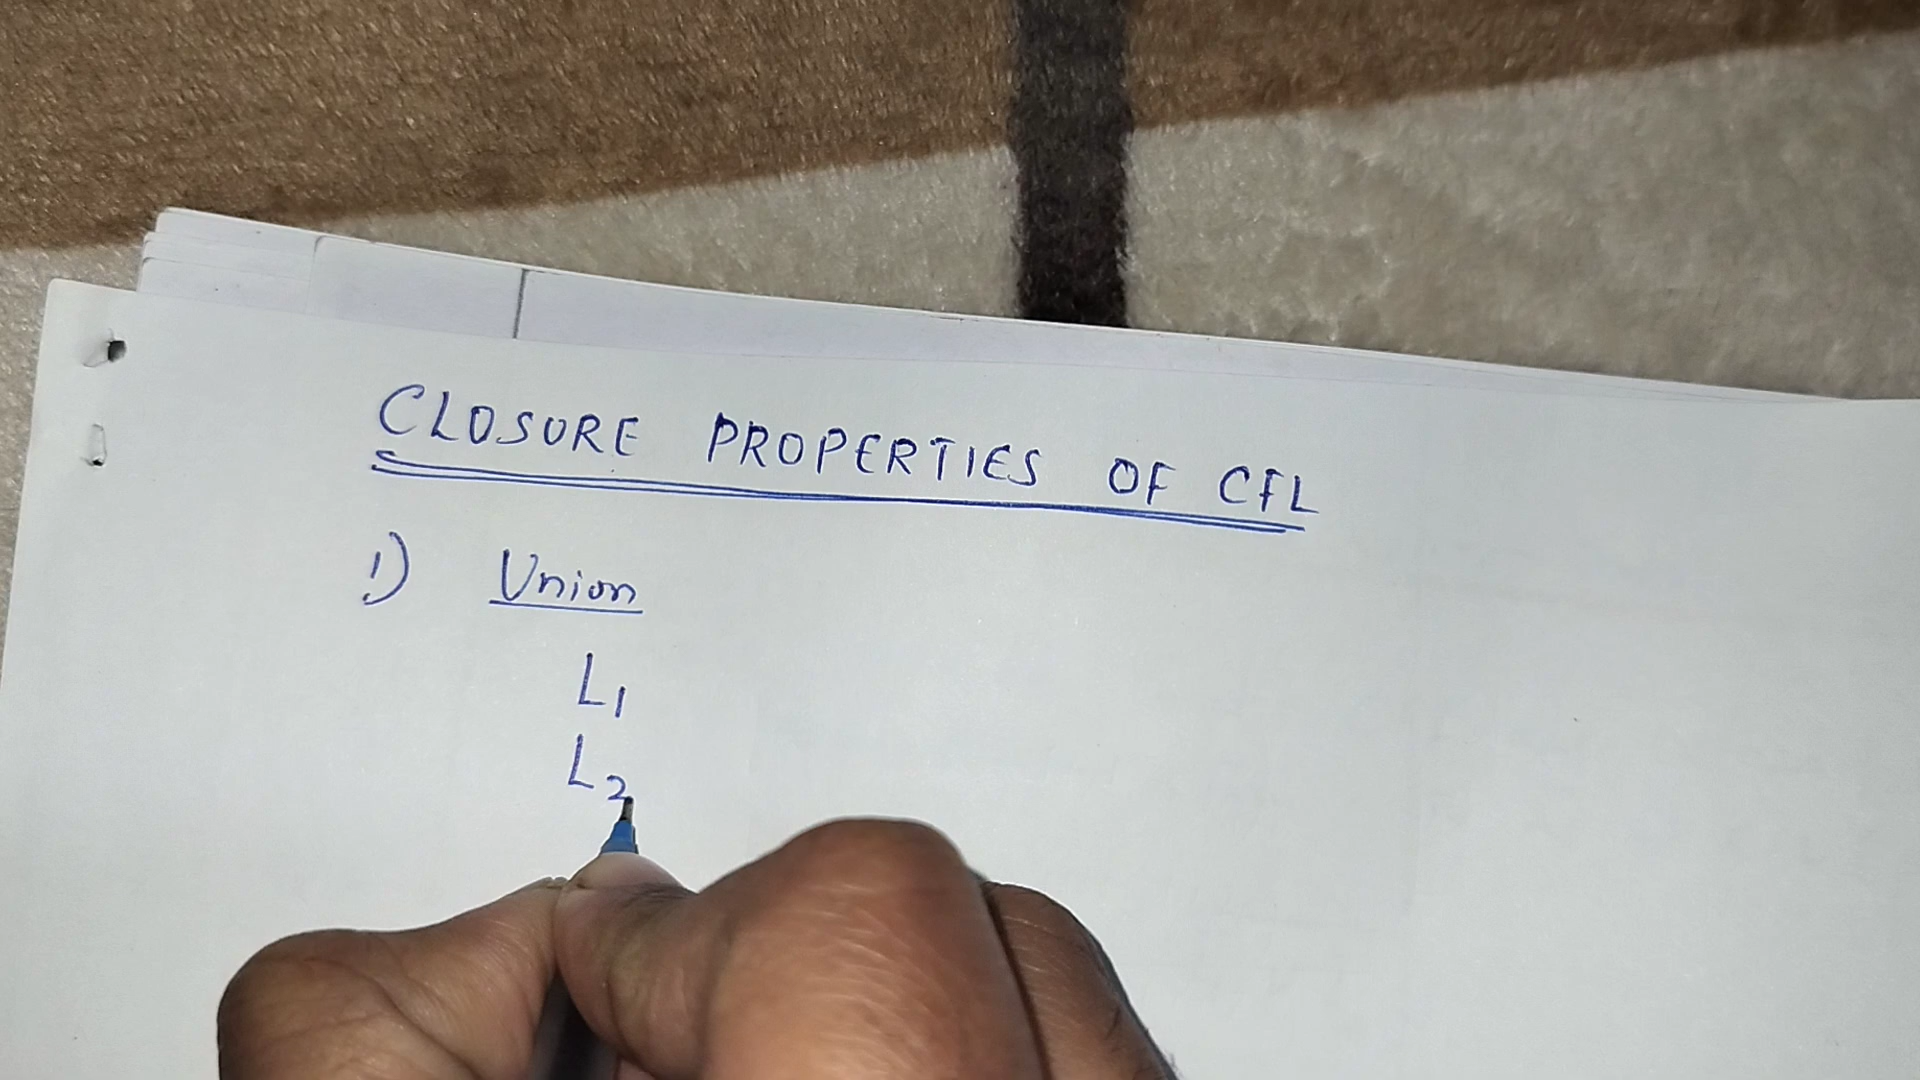 CLOSURE PROPERTIES OF CFL
1) Union
L1
L2